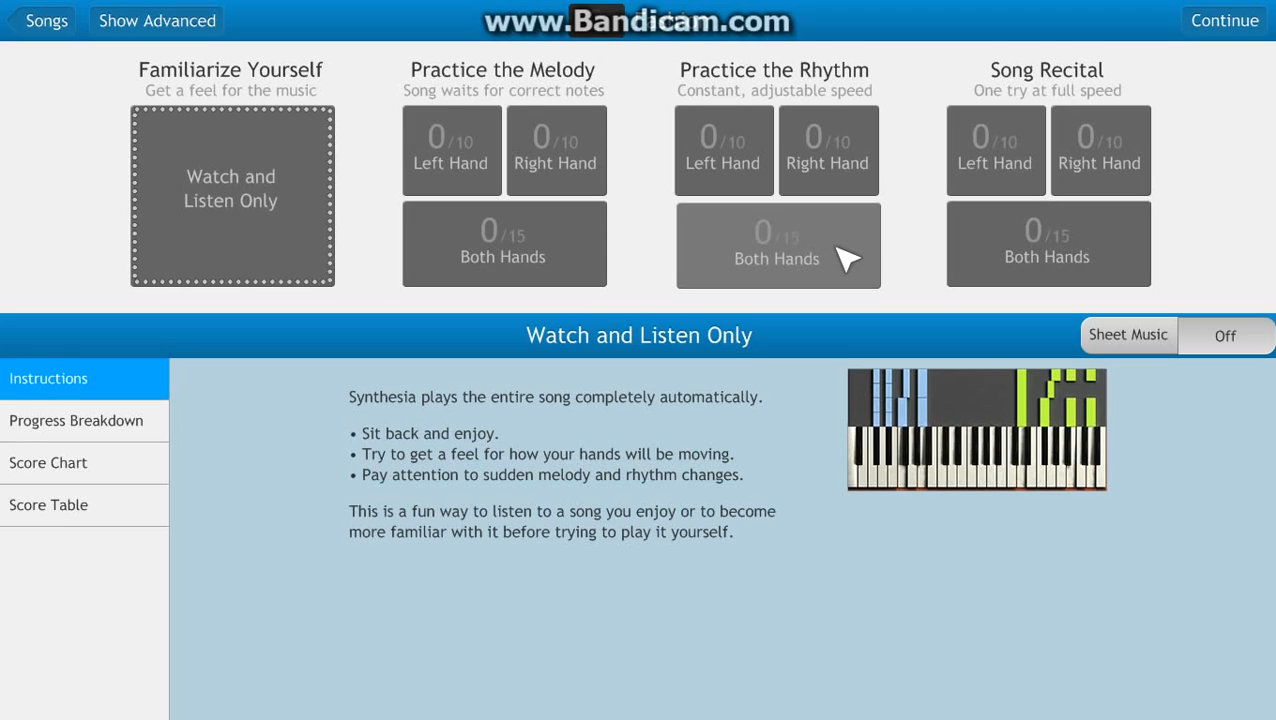 Songs
Show Advanced
www.Bandicam.com
Continue
Familiarize Yourself
Get a feel for the music
Watch and
Listen Only
Practice the Melody
Song waits for correct notes
0/10
Left Hand
0/10
Right Hand
0/15
Both Hands
Practice the Rhythm
Constant, adjustable speed
0/10
Left Hand
0/10
Right Hand
0/15
Both Hands
Song Recital
One try at full speed
0/10
Left Hand
0/10
Right Hand
0/15
Both Hands
Watch and Listen Only
Sheet Music
Off
Instructions
Progress Breakdown
Score Chart
Score Table
Synthesia plays the entire song completely automatically.
• Sit back and enjoy.
• Try to get a feel for how your hands will be moving.
• Pay attention to sudden melody and rhythm changes.
This is a fun way to listen to a song you enjoy or to become
more familiar with it before trying to play it yourself.